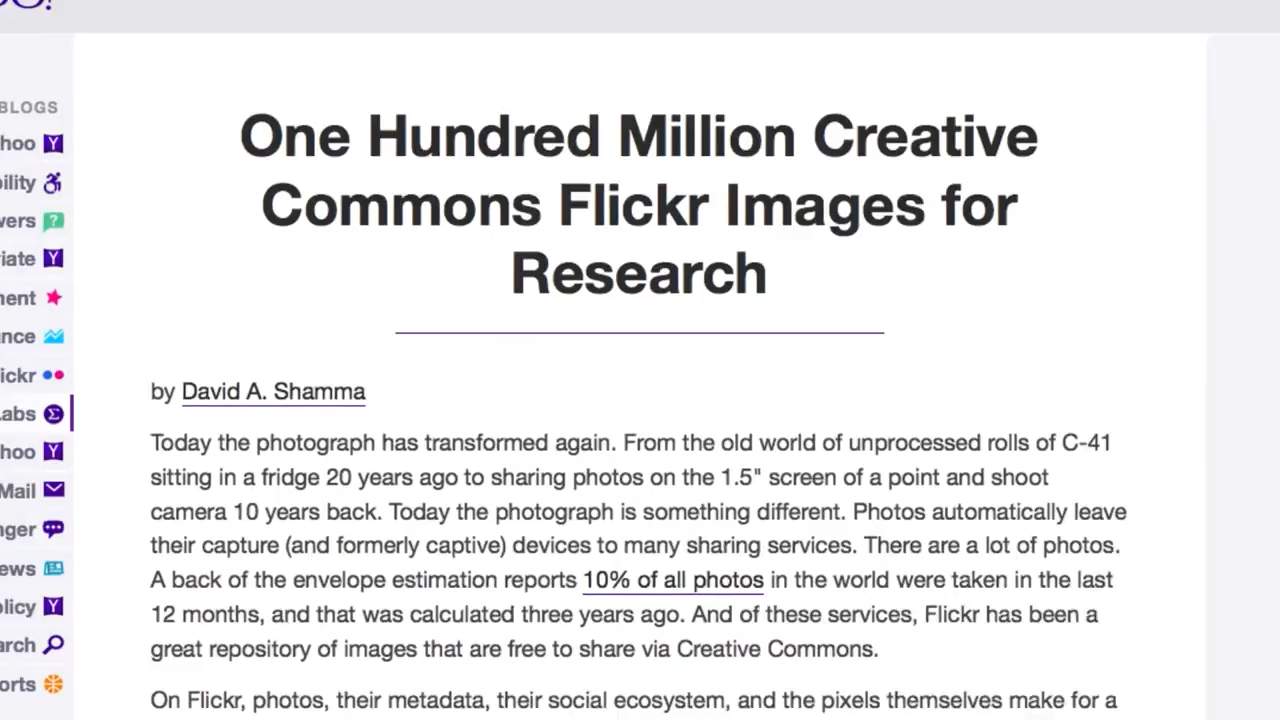 BLOGS
hoo
bility
wers
iate
ment
nce
ickr
Labs
hoo
Mail
nger
ews
olicy
arch
orts
One Hundred Million Creative
Commons Flickr Images for
Research
by David A. Shamma
Today the photograph has transformed again. From the old world of unprocessed rolls of C-41
sitting in a fridge 20 years ago to sharing photos on the 1.5" screen of a point and shoot
camera 10 years back. Today the photograph is something different. Photos automatically leave
their capture (and formerly captive) devices to many sharing services. There are a lot of photos.
A back of the envelope estimation reports 10% of all photos in the world were taken in the last
12 months, and that was calculated three years ago. And of these services, Flickr has been a
great repository of images that are free to share via Creative Commons.
On Flickr, photos, their metadata, their social ecosystem, and the pixels themselves make for a